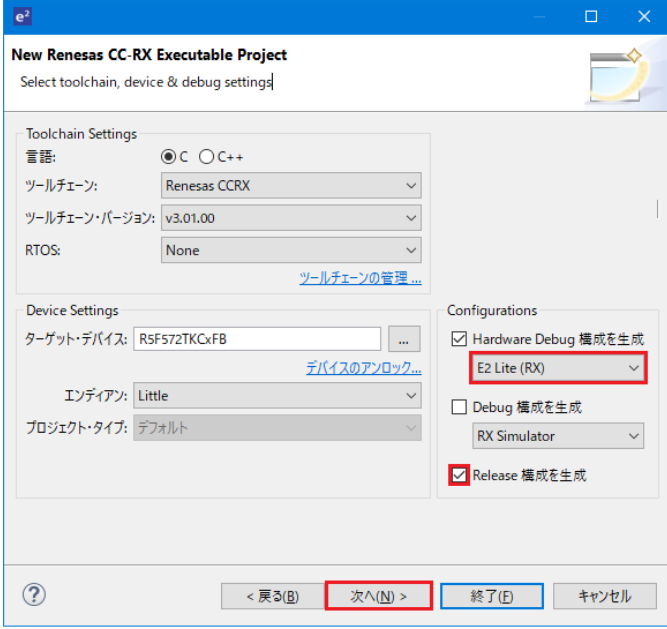 e²
New Renesas CC-RX Executable Project
Select toolchain, device & debug settings
Toolchain Settings
言語: C C++
ツールチェーン: Renesas CCRX
ツールチェーン・バージョン: v3.01.00
RTOS: None
ツールチェーンの管理 ...
Device Settings
ターゲット・デバイス: R5F572TKCxFB ...
デバイスのアンロック...
エンディアン: Little
プロジェクト・タイプ: デフォルト
Configurations
Hardware Debug 構成を生成
E2 Lite (RX)
Debug 構成を生成
RX Simulator
Release 構成を生成
? < 戻る(B) 次へ(N) > 終了(F) キャンセル